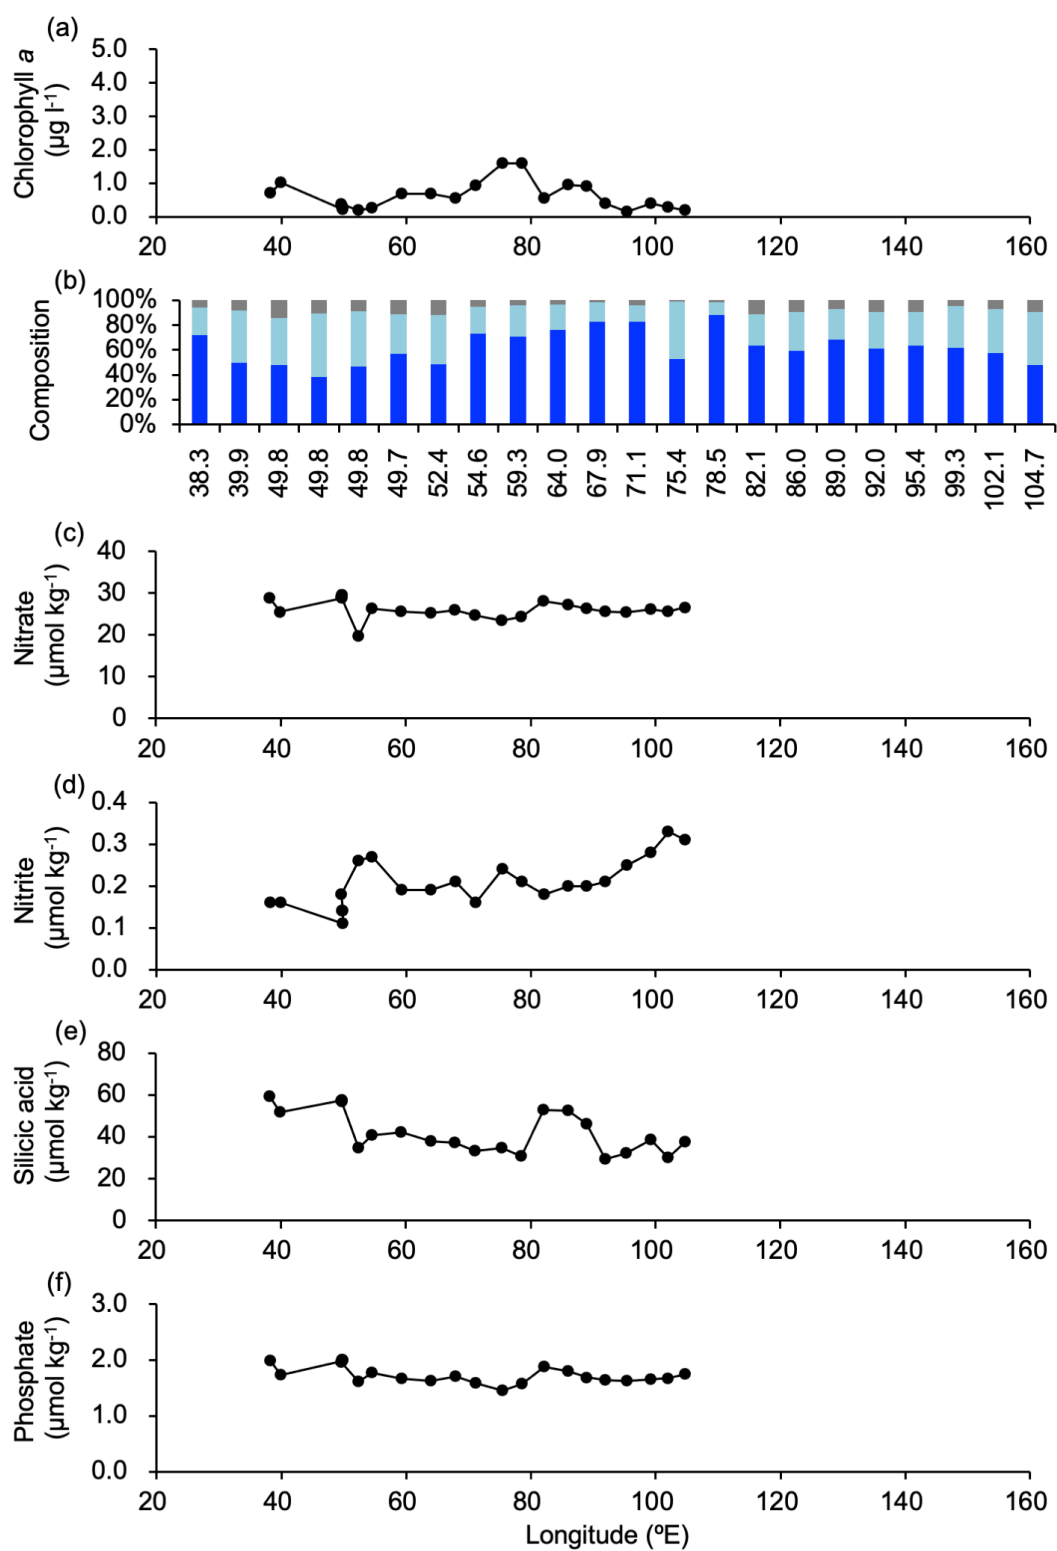 (a)
Chlorophyll a
(µg l-1)
5.0
4.0
3.0
2.0
1.0
0.0
20 40 60 80 100 120 140 160
(b)
Composition
100%
80%
60%
40%
20%
0%
38.3 39.9 49.8 49.8 49.8 49.7 52.4 54.6 59.3 64.0 67.9 71.1 75.4 78.5 82.1 86.0 89.0 92.0 95.4 99.3 102.1 104.7
(c)
Nitrate
(µmol kg-1)
40
30
20
10
0
20 40 60 80 100 120 140 160
(d)
Nitrite
(µmol kg-1)
0.4
0.3
0.2
0.1
0.0
20 40 60 80 100 120 140 160
(e)
Silicic acid
(µmol kg-1)
80
60
40
20
0
20 40 60 80 100 120 140 160
(f)
Phosphate
(µmol kg-1)
3.0
2.0
1.0
0.0
20 40 60 80 100 120 140 160
Longitude (ºE)